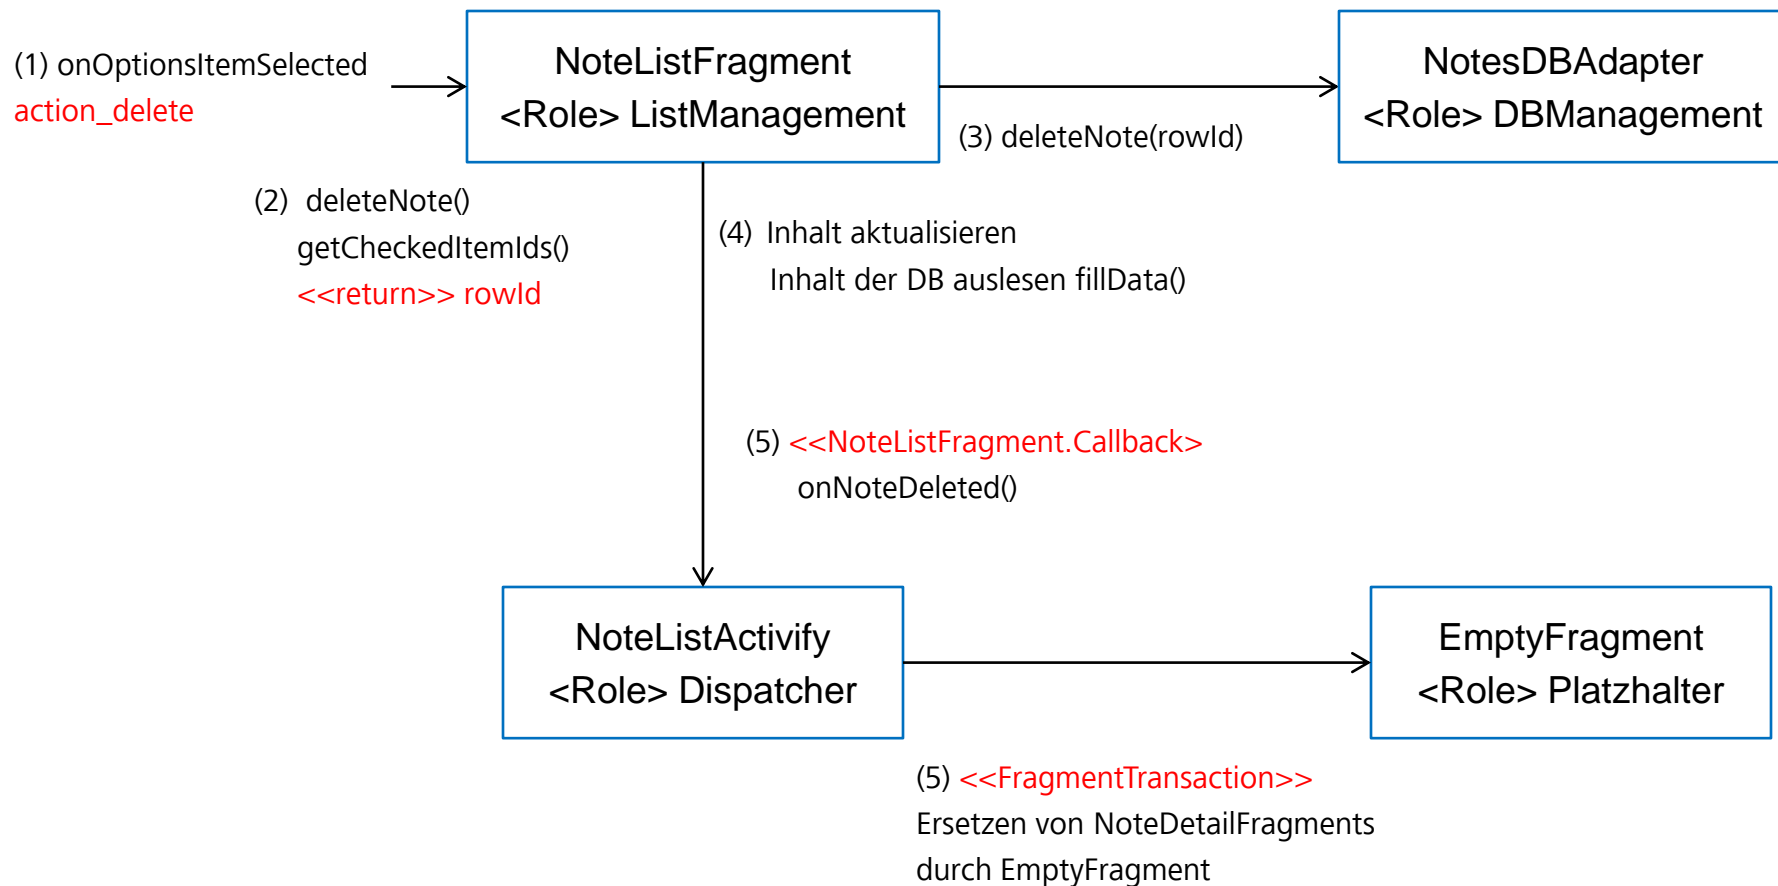 (1) onOptionsItemSelected
action_delete
NoteListFragment
<Role> ListManagement
NotesDBAdapter
<Role> DBManagement
(3) deleteNote(rowId)
(2) deleteNote()
getCheckedItemIds()
<<return>> rowId
(4) Inhalt aktualisieren
Inhalt der DB auslesen fillData()
(5) <<NoteListFragment.Callback>
onNoteDeleted()
NoteListActivify
<Role> Dispatcher
EmptyFragment
<Role> Platzhalter
(5) <<FragmentTransaction>>
Ersetzen von NoteDetailFragments
durch EmptyFragment